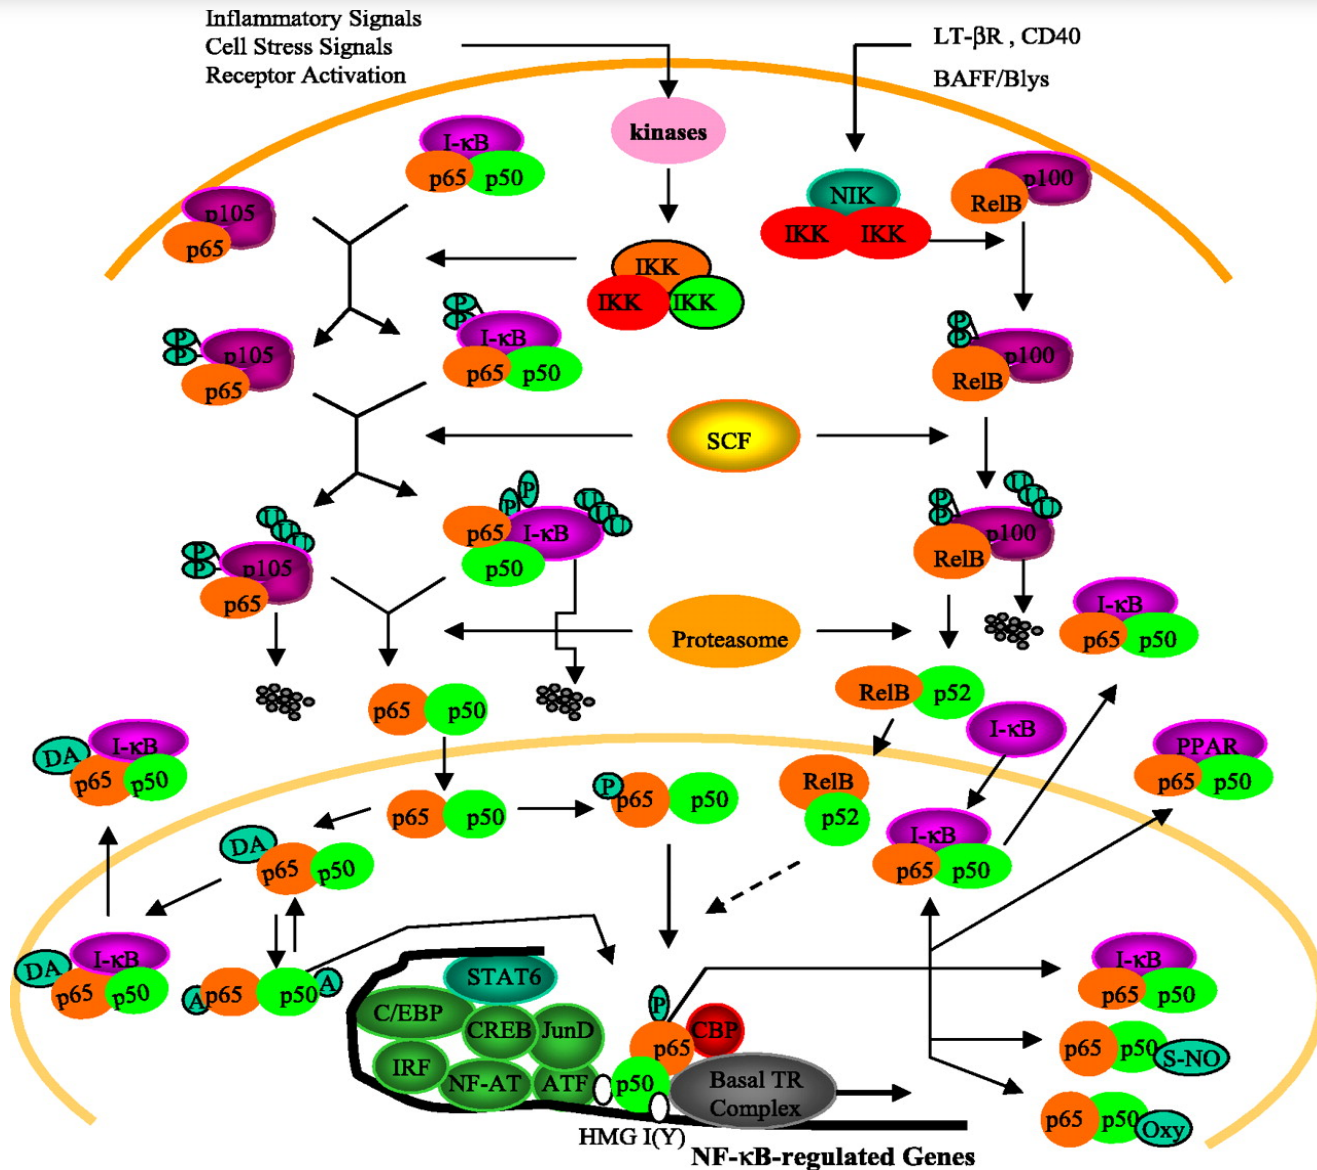 Inflammatory Signals
Cell Stress Signals
Receptor Activation
LT-βR , CD40
BAFF/Blys
kinases
I-κB
p65
p50
p105
p65
NIK
IKK
IKK
p100
RelB
IKK
IKK
IKK
P
P
p105
p65
P
P
I-κB
p65
p50
P
P
p100
RelB
SCF
U
U
U
P
P
p105
p65
P
P
U
U
U
p65
I-κB
p50
U
U
U
P
P
p100
RelB
I-κB
p65
p50
Proteasome
p65
p50
RelB
p52
I-κB
DA
I-κB
p65
p50
PPAR
p65
p50
p65
p50
P
p65
p50
RelB
p52
I-κB
p65
p50
DA
p65
p50
DA
I-κB
p65
p50
A
p65
p50
A
STAT6
C/EBP
CREB
JunD
IRF
NF-AT
ATF
P
p65
CBP
p50
Basal TR
Complex
HMG I(Y)
NF-κB-regulated Genes
I-κB
p65
p50
p65
p50
S-NO
p65
p50
Oxy